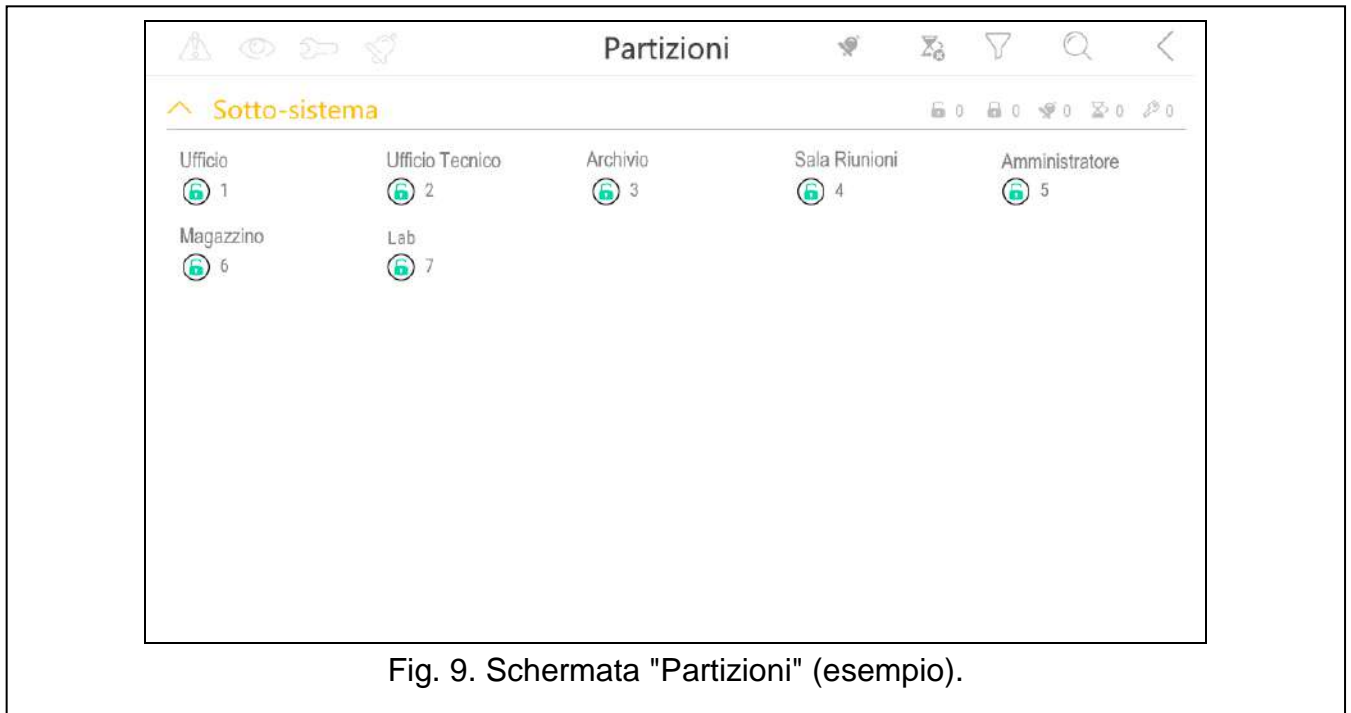 Partizioni
Sotto-sistema 0 0 0 0 0
Ufficio Ufficio Tecnico Archivio Sala Riunioni Amministratore
1 2 3 4 5
Magazzino Lab
6 7
Fig. 9. Schermata "Partizioni" (esempio).